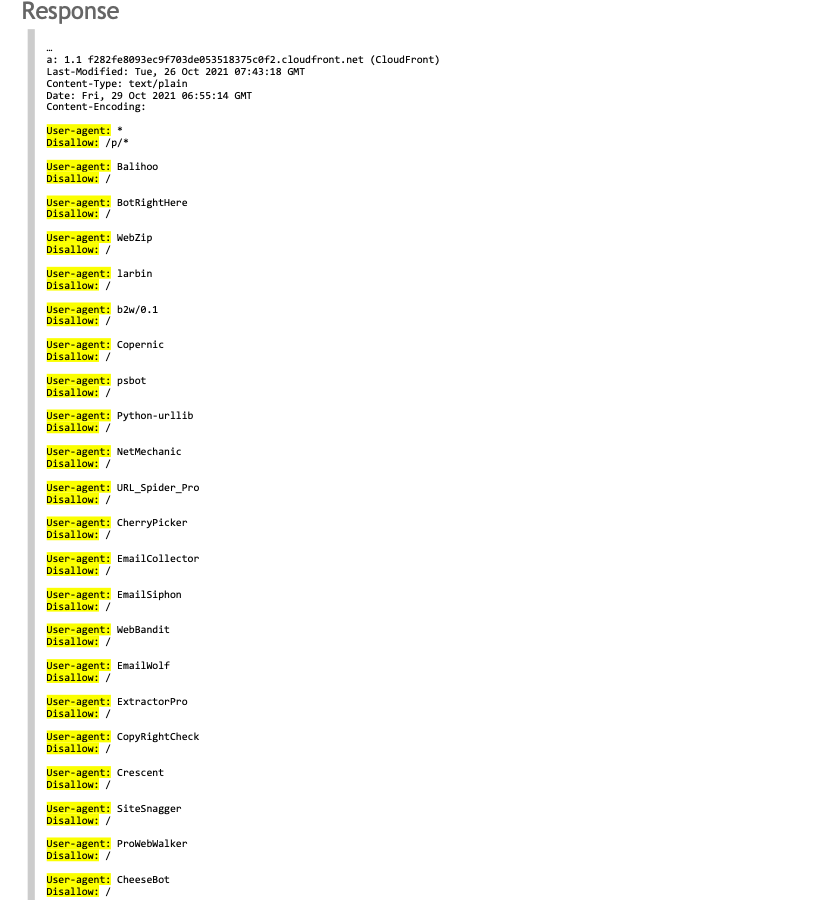 Response
…
a: 1.1 f282fe8093ec9f703de053518375c0f2.cloudfront.net (CloudFront)
Last-Modified: Tue, 26 Oct 2021 07:43:18 GMT
Content-Type: text/plain
Date: Fri, 29 Oct 2021 06:55:14 GMT
Content-Encoding:
User-agent: *
Disallow: /p/*
User-agent: Balihoo
Disallow: /
User-agent: BotRightHere
Disallow: /
User-agent: WebZip
Disallow: /
User-agent: larbin
Disallow: /
User-agent: b2w/0.1
Disallow: /
User-agent: Copernic
Disallow: /
User-agent: psbot
Disallow: /
User-agent: Python-urllib
Disallow: /
User-agent: NetMechanic
Disallow: /
User-agent: URL_Spider_Pro
Disallow: /
User-agent: CherryPicker
Disallow: /
User-agent: EmailCollector
Disallow: /
User-agent: EmailSiphon
Disallow: /
User-agent: WebBandit
Disallow: /
User-agent: EmailWolf
Disallow: /
User-agent: ExtractorPro
Disallow: /
User-agent: CopyRightCheck
Disallow: /
User-agent: Crescent
Disallow: /
User-agent: SiteSnagger
Disallow: /
User-agent: ProWebWalker
Disallow: /
User-agent: CheeseBot
Disallow: /